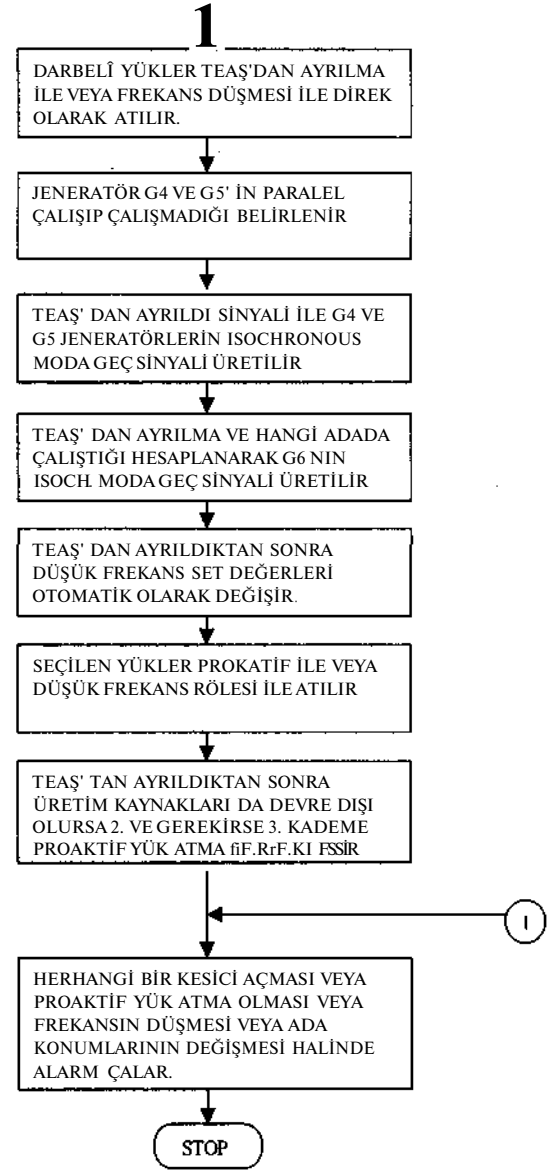 1
DARBELÎ YÜKLER TEAŞ'DAN AYRILMA
İLE VEYA FREKANS DÜŞMESİ İLE DİREK
OLARAK ATILIR.
JENERATÖR G4 VE G5' İN PARALEL
ÇALIŞIP ÇALIŞMADIĞI BELİRLENİR
TEAŞ' DAN AYRILDI SİNYALİ İLE G4 VE
G5 JENERATÖRLERİN ISOCHRONOUS
MODA GEÇ SİNYALİ ÜRETİLİR
TEAŞ' DAN AYRILMA VE HANGİ ADADA
ÇALIŞTIĞI HESAPLANARAK G6 NIN
ISOCH. MODA GEÇ SİNYALİ ÜRETİLİR
TEAŞ' DAN AYRILDIKTAN SONRA
DÜŞÜK FREKANS SET DEĞERLERİ
OTOMATİK OLARAK DEĞİŞİR.
SEÇİLEN YÜKLER PROKATİF İLE VEYA
DÜŞÜK FREKANS RÖLESİ İLE ATILIR
TEAŞ' TAN AYRILDIKTAN SONRA
ÜRETİM KAYNAKLARI DA DEVRE DIŞI
OLURSA 2. VE GEREKİRSE 3. KADEME
PROAKTİF YÜK ATMA
I
HERHANGİ BİR KESİCİ AÇMASI VEYA
PROAKTİF YÜK ATMA OLMASI VEYA
FREKANSIN DÜŞMESİ VEYA ADA
KONUMLARININ DEĞİŞMESİ HALİNDE
ALARM ÇALAR.
STOP